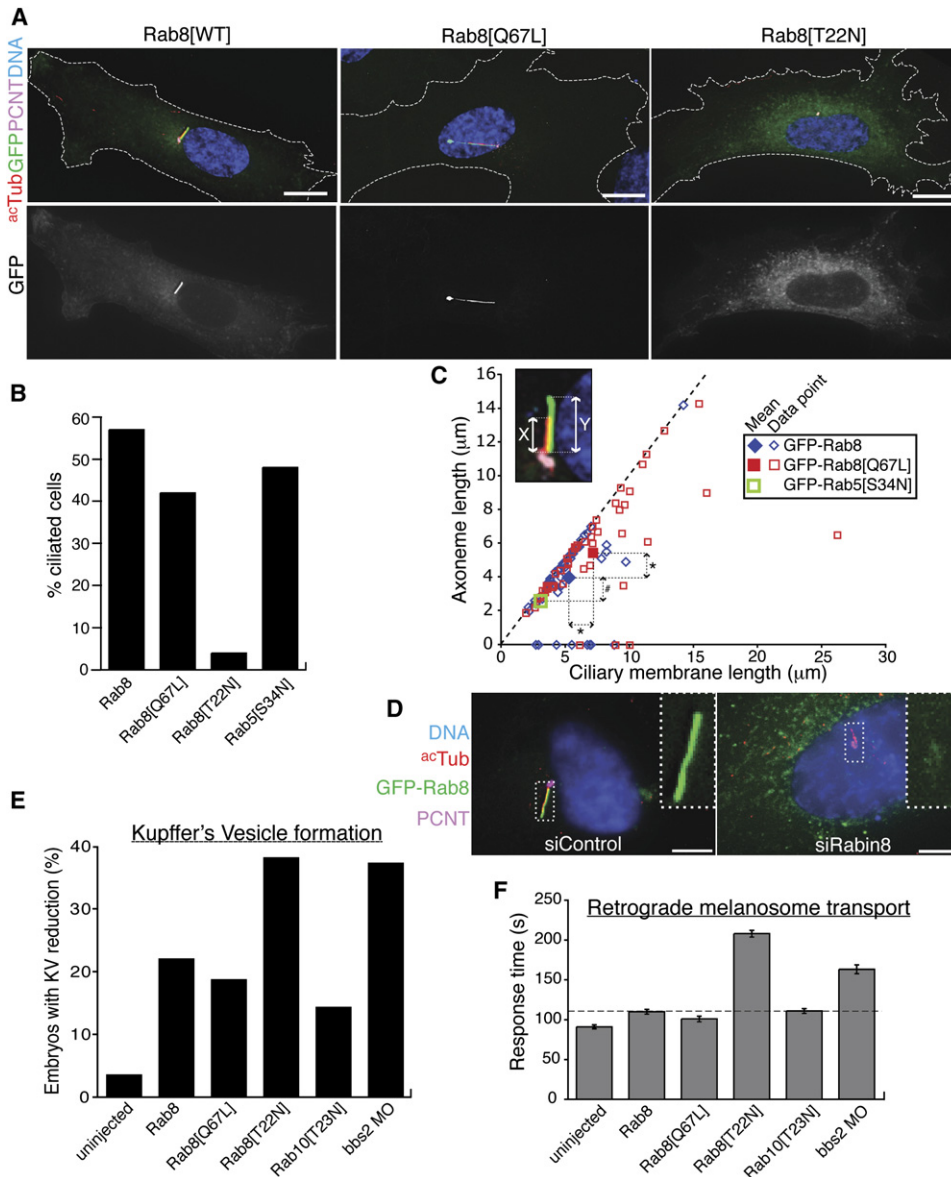 A
Rab8[WT]
Rab8[Q67L]
Rab8[T22N]
acTub GFP PCNT DNA
GFP
B
% ciliated cells
60
50
40
30
20
10
0
Rab8
Rab8[Q67L]
Rab8[T22N]
Rab5[S34N]
C
Axoneme length (μm)
16
14
12
10
8
6
4
2
0
0 5 10 15 20 25 30
Ciliary membrane length (μm)
X
Y
Mean
Data point
GFP-Rab8
GFP-Rab8[Q67L]
GFP-Rab5[S34N]
*
#
*
D
DNA
acTub
GFP-Rab8
PCNT
siControl
siRabin8
E
Kupffer's Vesicle formation
Embryos with KV reduction (%)
40
30
20
10
0
uninjected
Rab8
Rab8[Q67L]
Rab8[T22N]
Rab10[T23N]
bbs2 MO
F
Retrograde melanosome transport
Response time (s)
250
200
150
100
50
0
uninjected
Rab8
Rab8[Q67L]
Rab8[T22N]
Rab10[T23N]
bbs2 MO